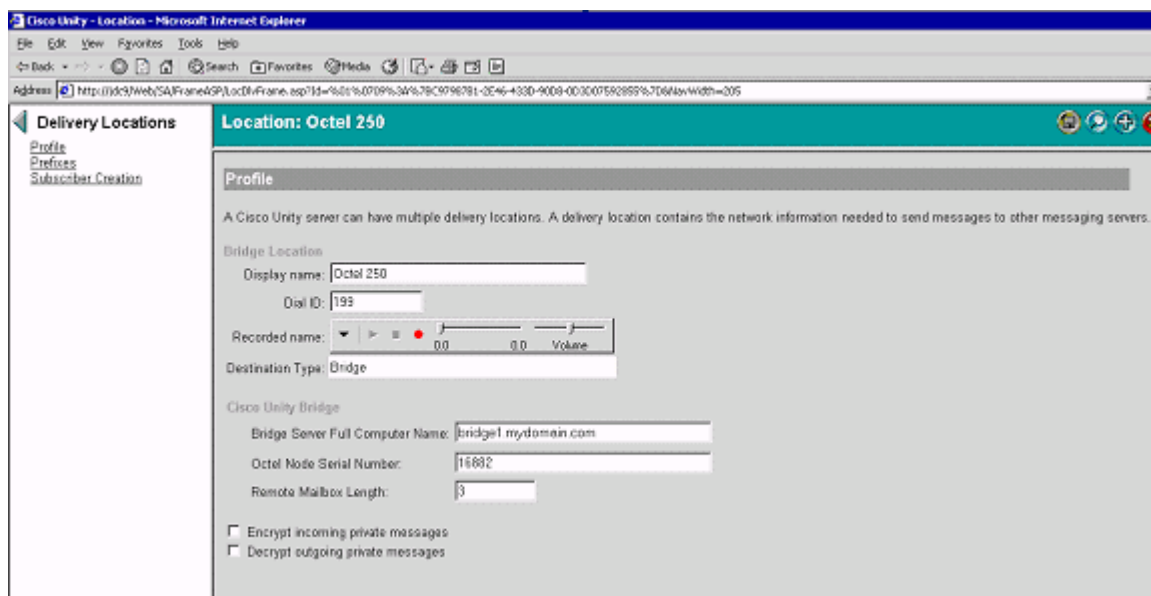 Cisco Unity - Location - Microsoft Internet Explorer
File Edit View Favorites Tools Help
Back Search Favorites Media
Address
Delivery Locations
Profile
Prefixes
Subscriber Creation
Location: Octel 250
Profile
A Cisco Unity server can have multiple delivery locations. A delivery location contains the network information needed to send messages to other messaging servers.
Bridge Location
Display name: Octel 250
Dial ID: 199
Recorded name:
0.0 0.0 Volume
Destination Type: Bridge
Cisco Unity Bridge
Bridge Server Full Computer Name: bridge1.mydomain.com
Octel Node Serial Number: 16882
Remote Mailbox Length: 3
Encrypt incoming private messages
Decrypt outgoing private messages